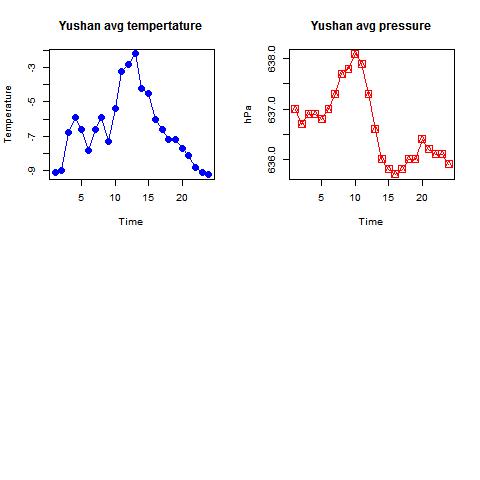 Yushan avg tempertature
Temperature
-3
-5
-7
-9
5 10 15 20
Time
Yushan avg pressure
hPa
638.0
637.0
636.0
5 10 15 20
Time